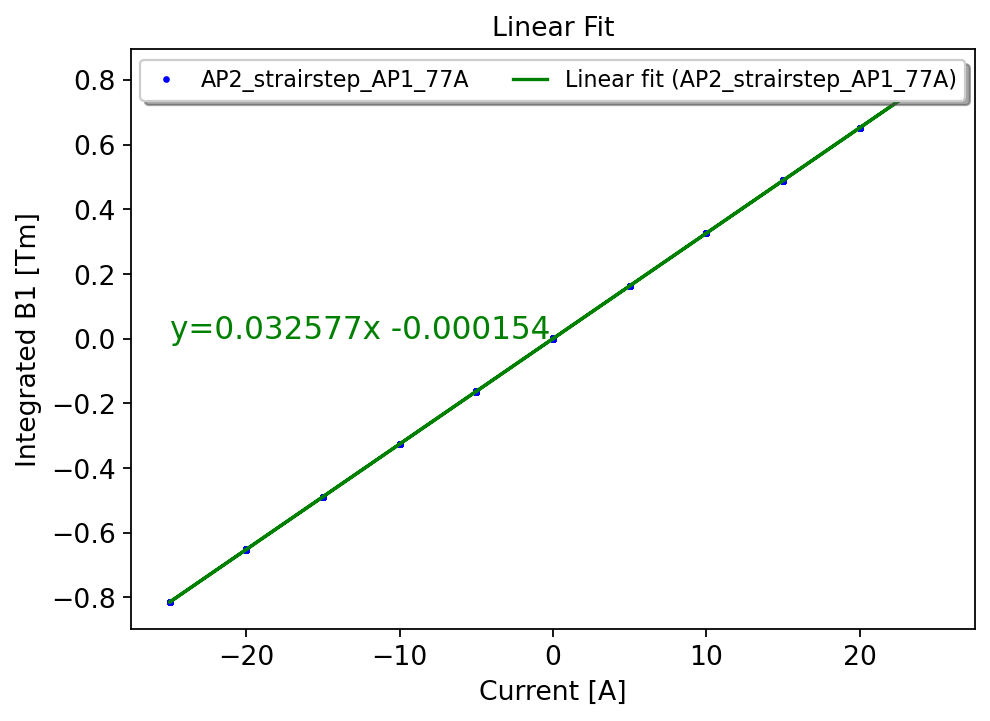 Linear Fit
AP2_strairstep_AP1_77A
Linear fit (AP2_strairstep_AP1_77A)
0.8
0.6
0.4
0.2
0.0
−0.2
−0.4
−0.6
−0.8
Integrated B1 [Tm]
y=0.032577x -0.000154
−20
−10
0
10
20
Current [A]